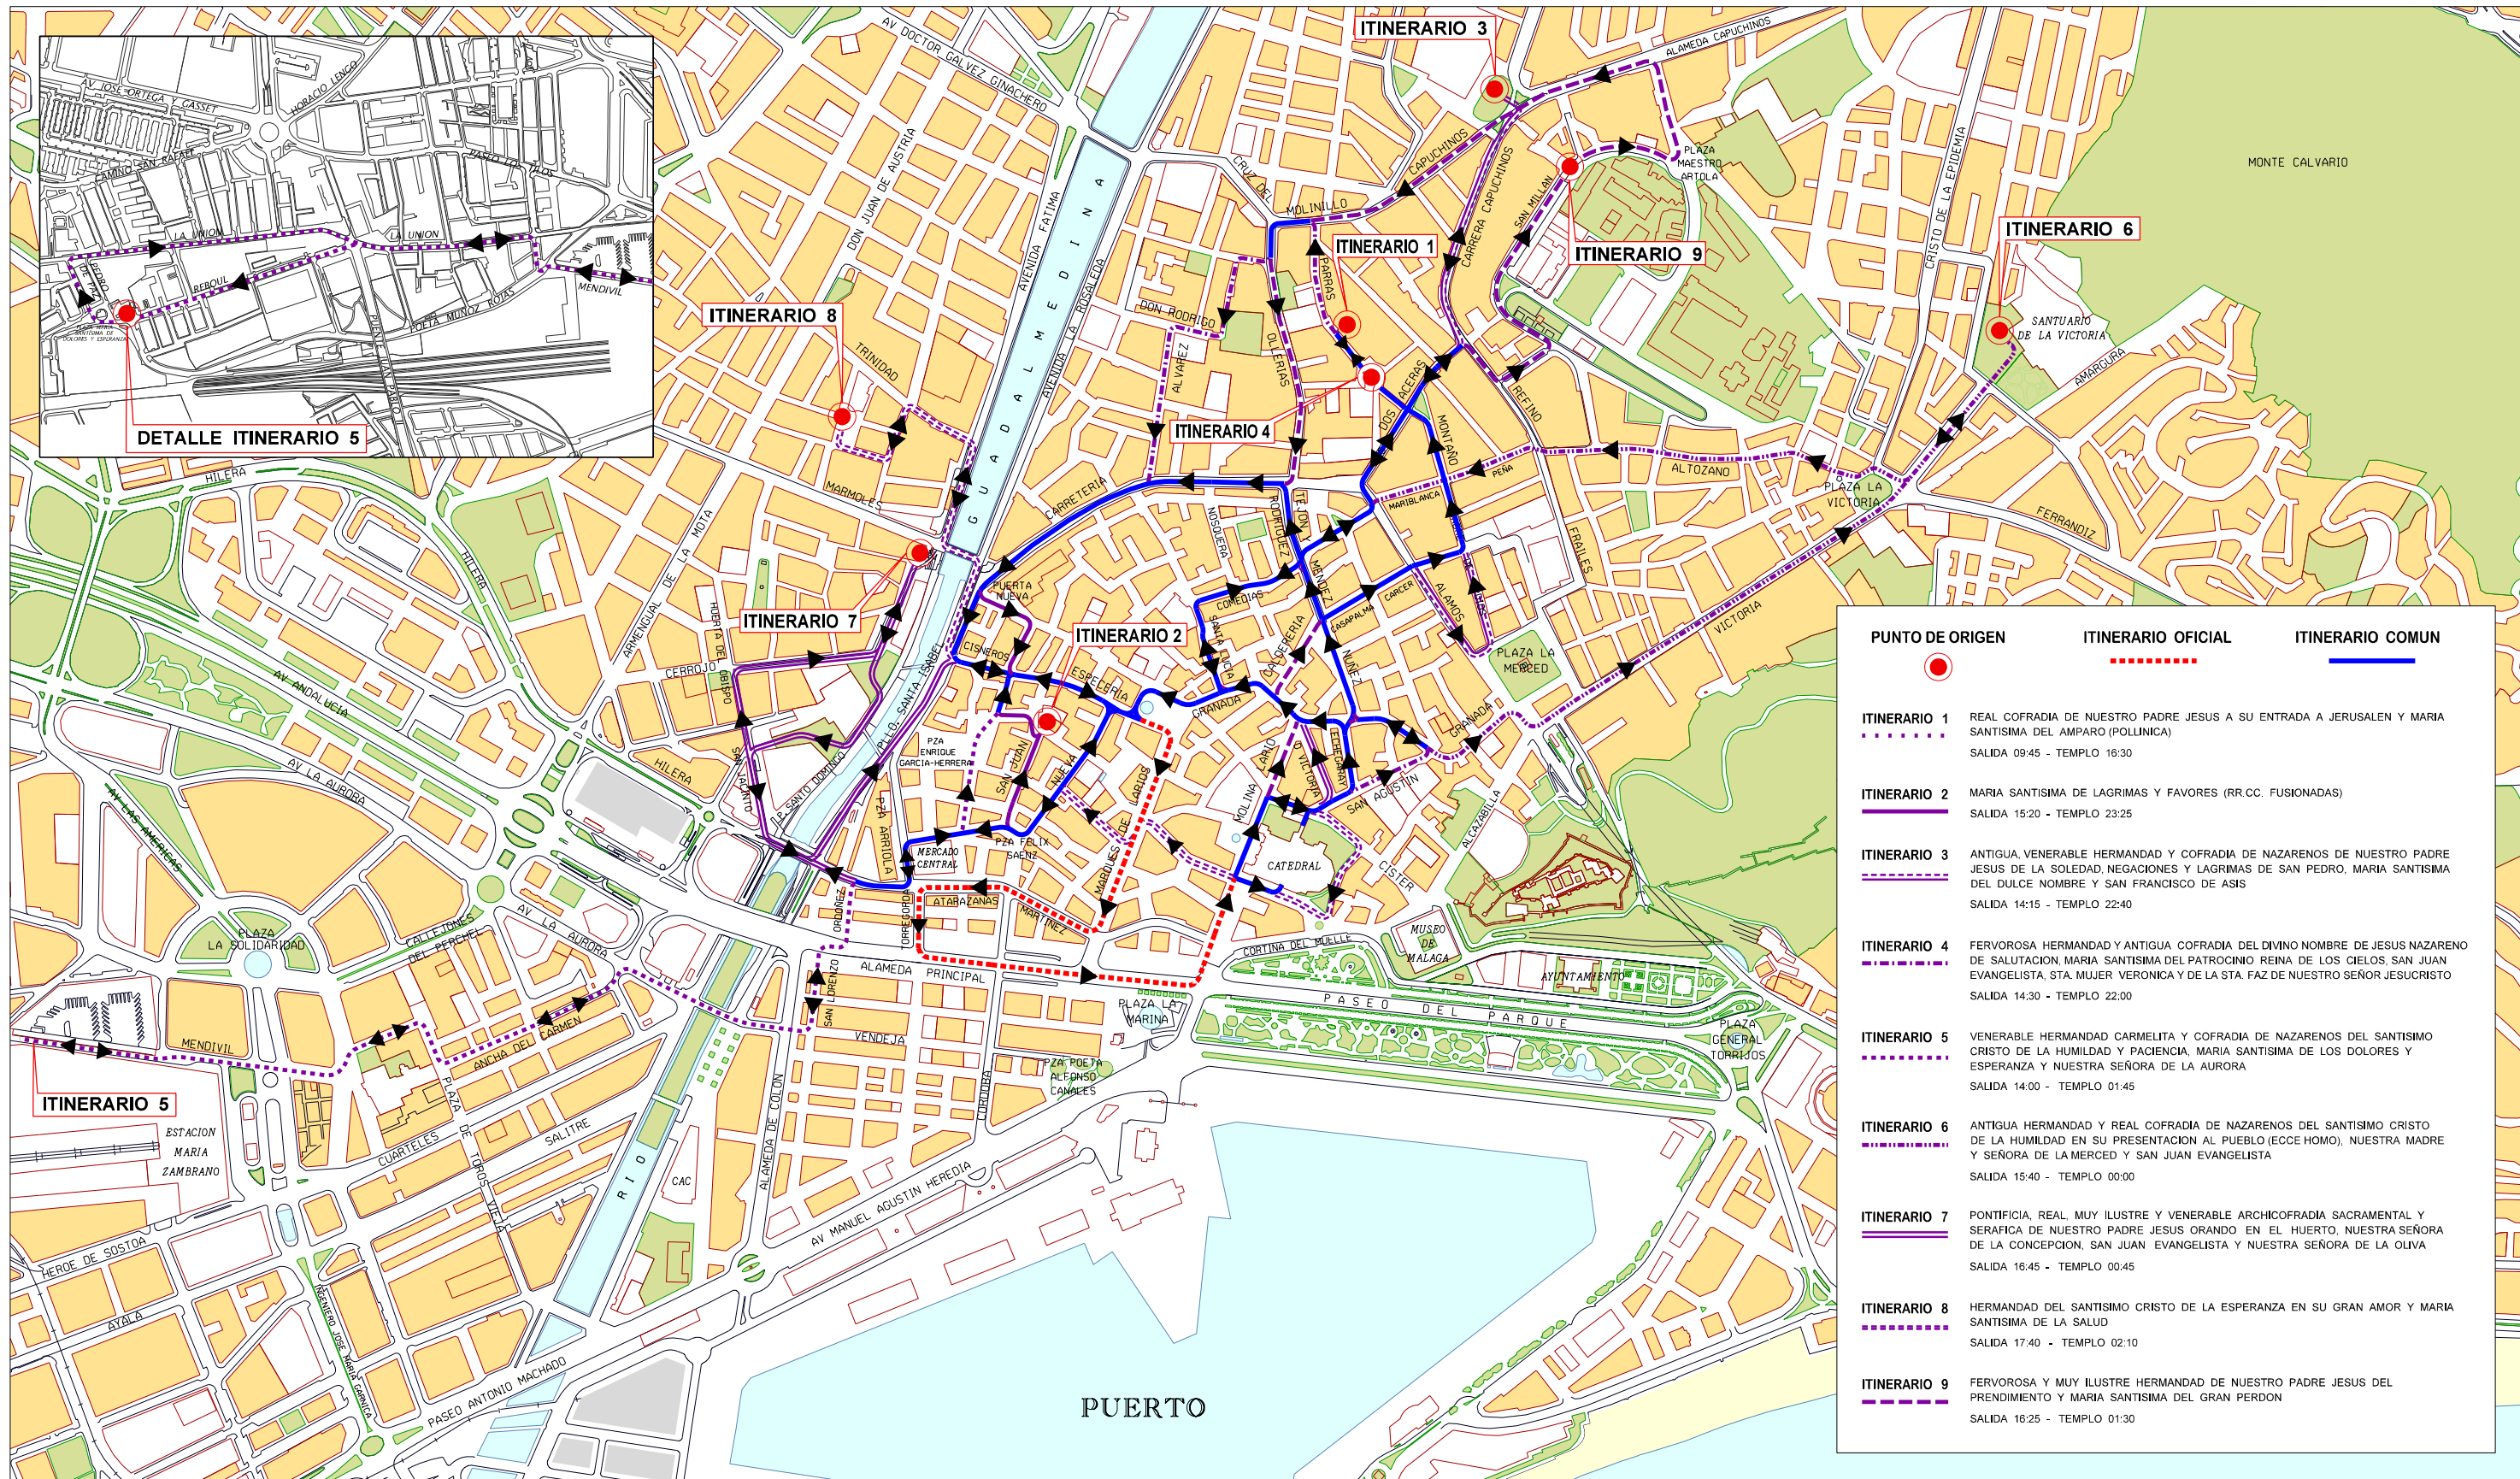 ITINERARIO 3
ALAMEDA CAPUCHINOS
AV DOCTOR GALVEZ GINACHERO
AV JOSE ORTEGA Y GASSET
HORACIO LENGO
CAMINO SAN RAFAEL
PASEO LOS TILOS
LA UNION
LA UNION
PEDRO
DE PAZ
REBOUL
MENDIVIL
POETA MUÑOZ ROJAS
PUENTE JUAN PABLO
PLAZA MARIA
SANTISIMA DE
DOLORES Y ESPERANZA
DETALLE ITINERARIO 5
DON JUAN DE AUSTRIA
AVENIDA FATIMA
GUADALMEDINA
AVENIDA LA ROSALEDA
CRUZ DEL
MOLINILLO
CAPUCHINOS
CARRERA CAPUCHINOS
SAN MILLAN
PLAZA
MAESTRO
ARTOLA
CRISTO DE LA EPIDEMIA
MONTE CALVARIO
ITINERARIO 6
ITINERARIO 1
ITINERARIO 9
PARRAS
DON RODRIGO
OLLERIAS
ALVAREZ
SANTUARIO
DE LA VICTORIA
AMARGURA
ITINERARIO 8
TRINIDAD
ITINERARIO 4
DOS ACERAS
REFINO
MONTAÑO
PEÑA
MARIBLANCA
ALTOZANO
PLAZA LA
VICTORIA
FERRANDIZ
HILERA
HILERA
MARMOLES
CARRETERIA
NOSQUERA
TEJON Y
RODRIGUEZ
FRAILES
ALAMOS
ARMENGUAL DE LA MOTA
HUERTA DEL OBISPO
PUERTA
NUEVA
COMEDIAS
MENDEZ
CARCER
CASAPALMA
VICTORIA
ITINERARIO 7
ITINERARIO 2
CISNEROS
ESPELERIA
SANTA LUCIA
CALDERERIA
NUÑEZ
PLAZA LA
MERCED
CERROJO
PLLO. SANTA ISABEL
GRANADA
GRANADA
AV ANDALUCIA
SAN JACINTO
P. SANTO DOMINGO
PZA
ENRIQUE
GARCIA-HERRERA
SAN JUAN
NUEVA
MARQUES DE LARIOS
MOLINA LARIO
D VICTORIA
ECHEGARAY
SAN AGUSTIN
ALCAZABILLA
HILERA
AV LA AURORA
AV LAS AMERICAS
PZA ARRIOLA
MERCADO
CENTRAL
PZA FELIX
SAENZ
CATEDRAL
CISTER
ORDOÑEZ
TORREGORDA
ATARAZANAS
MARTINEZ
PLAZA
LA SOLIDARIDAD
CALLEJONES
DEL PERCHEL
AV LA AURORA
CORTINA DEL MUELLE
MUSEO
DE
MALAGA
AYUNTAMIENTO
SAN LORENZO
ALAMEDA PRINCIPAL
PLAZA LA
MARINA
PASEO DEL PARQUE
PLAZA
GENERAL
TORRIJOS
MENDIVIL
ANCHA DEL CARMEN
VENDEJA
PZA POETA
ALFONSO
CANALES
CORDOBA
ITINERARIO 5
PLAZA DE TOROS VIEJA
ESTACION
MARIA
ZAMBRANO
CUARTELES
SALITRE
RIO
CAC
ALAMEDA DE COLON
AV MANUEL AGUSTIN HEREDIA
HEROE DE SOSTOA
AYALA
INGENIERO JOSE MARIA GARNICA
PASEO ANTONIO MACHADO
PUERTO
PUNTO DE ORIGEN
ITINERARIO OFICIAL
ITINERARIO COMUN
ITINERARIO 1
REAL COFRADIA DE NUESTRO PADRE JESUS A SU ENTRADA A JERUSALEN Y MARIA
SANTISIMA DEL AMPARO (POLLINICA)
SALIDA 09:45 - TEMPLO 16:30
ITINERARIO 2
MARIA SANTISIMA DE LAGRIMAS Y FAVORES (RR.CC. FUSIONADAS)
SALIDA 15:20 - TEMPLO 23:25
ITINERARIO 3
ANTIGUA, VENERABLE HERMANDAD Y COFRADIA DE NAZARENOS DE NUESTRO PADRE
JESUS DE LA SOLEDAD, NEGACIONES Y LAGRIMAS DE SAN PEDRO, MARIA SANTISIMA
DEL DULCE NOMBRE Y SAN FRANCISCO DE ASIS
SALIDA 14:15 - TEMPLO 22:40
ITINERARIO 4
FERVOROSA HERMANDAD Y ANTIGUA COFRADIA DEL DIVINO NOMBRE DE JESUS NAZARENO
DE SALUTACION, MARIA SANTISIMA DEL PATROCINIO REINA DE LOS CIELOS, SAN JUAN
EVANGELISTA, STA. MUJER VERONICA Y DE LA STA. FAZ DE NUESTRO SEÑOR JESUCRISTO
SALIDA 14:30 - TEMPLO 22:00
ITINERARIO 5
VENERABLE HERMANDAD CARMELITA Y COFRADIA DE NAZARENOS DEL SANTISIMO
CRISTO DE LA HUMILDAD Y PACIENCIA, MARIA SANTISIMA DE LOS DOLORES Y
ESPERANZA Y NUESTRA SEÑORA DE LA AURORA
SALIDA 14:00 - TEMPLO 01:45
ITINERARIO 6
ANTIGUA HERMANDAD Y REAL COFRADIA DE NAZARENOS DEL SANTISIMO CRISTO
DE LA HUMILDAD EN SU PRESENTACION AL PUEBLO (ECCE HOMO), NUESTRA MADRE
Y SEÑORA DE LA MERCED Y SAN JUAN EVANGELISTA
SALIDA 15:40 - TEMPLO 00:00
ITINERARIO 7
PONTIFICIA, REAL, MUY ILUSTRE Y VENERABLE ARCHICOFRADIA SACRAMENTAL Y
SERAFICA DE NUESTRO PADRE JESUS ORANDO EN EL HUERTO, NUESTRA SEÑORA
DE LA CONCEPCION, SAN JUAN EVANGELISTA Y NUESTRA SEÑORA DE LA OLIVA
SALIDA 16:45 - TEMPLO 00:45
ITINERARIO 8
HERMANDAD DEL SANTISIMO CRISTO DE LA ESPERANZA EN SU GRAN AMOR Y MARIA
SANTISIMA DE LA SALUD
SALIDA 17:40 - TEMPLO 02:10
ITINERARIO 9
FERVOROSA Y MUY ILUSTRE HERMANDAD DE NUESTRO PADRE JESUS DEL
PRENDIMIENTO Y MARIA SANTISIMA DEL GRAN PERDON
SALIDA 16:25 - TEMPLO 01:30